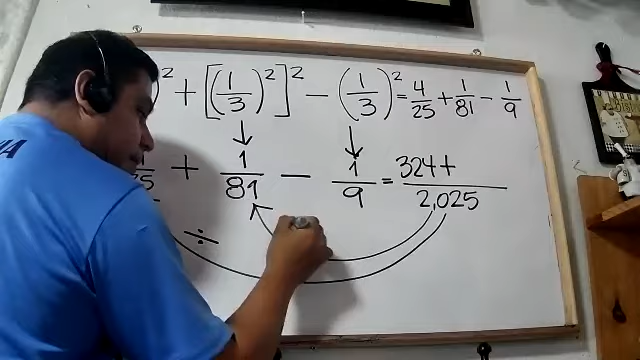 )² + [(1/3)²]² − (1/3)² = 4/25 + 1/81 − 1/9
/25 + 1/81 − 1/9 = 324+/2,025
÷